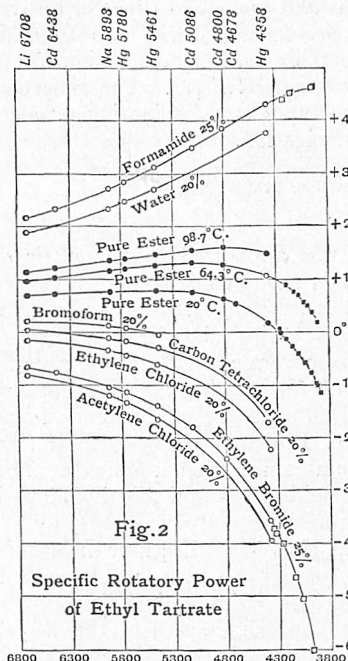 Li 6708
Cd 6438
Na 5893
Hg 5780
Hg 5461
Cd 5086
Cd 4800
Cd 4678
Hg 4358
Formamide 25%
Water 20%
Pure Ester 98.7°C.
Pure Ester 64.3°C.
Pure Ester 20°C.
Bromoform 20%
Carbon Tetrachloride 20%
Ethylene Chloride 20%
Ethylene Bromide 25%
Acetylene Chloride 20%
+4
+3
+2
+1
0°
-1
-2
-3
-4
-5
-6
Fig.2
Specific Rotatory Power
of Ethyl Tartrate
6800
6300
5800
5300
4800
4300
3800